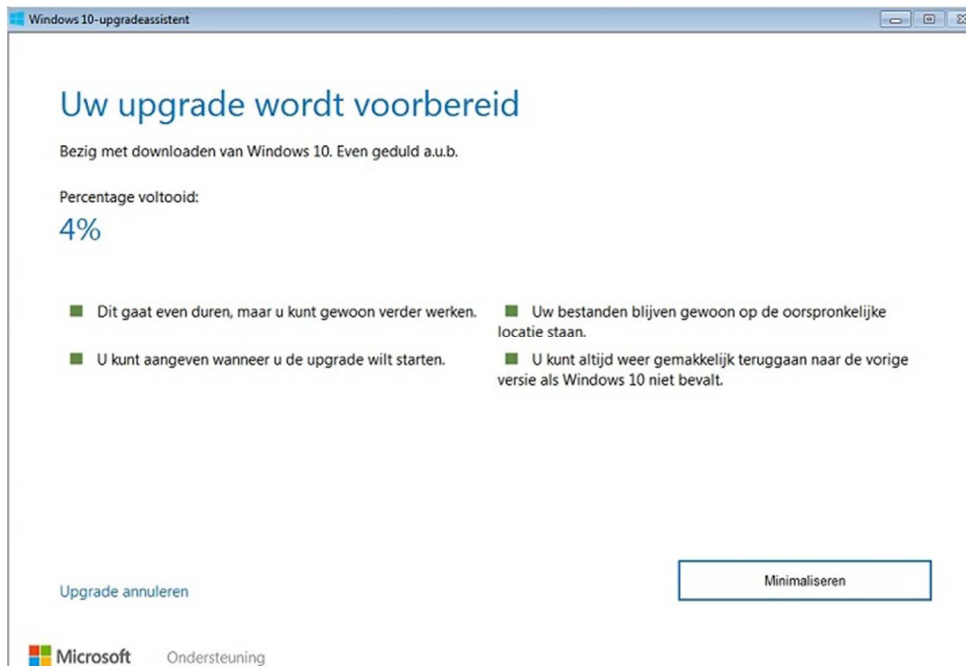 Windows 10-upgradeassistent
Uw upgrade wordt voorbereid
Bezig met downloaden van Windows 10. Even geduld a.u.b.
Percentage voltooid:
4%
Dit gaat even duren, maar u kunt gewoon verder werken.
U kunt aangeven wanneer u de upgrade wilt starten.
Uw bestanden blijven gewoon op de oorspronkelijke
locatie staan.
U kunt altijd weer gemakkelijk teruggaan naar de vorige
versie als Windows 10 niet bevalt.
Upgrade annuleren
Minimaliseren
Microsoft
Ondersteuning